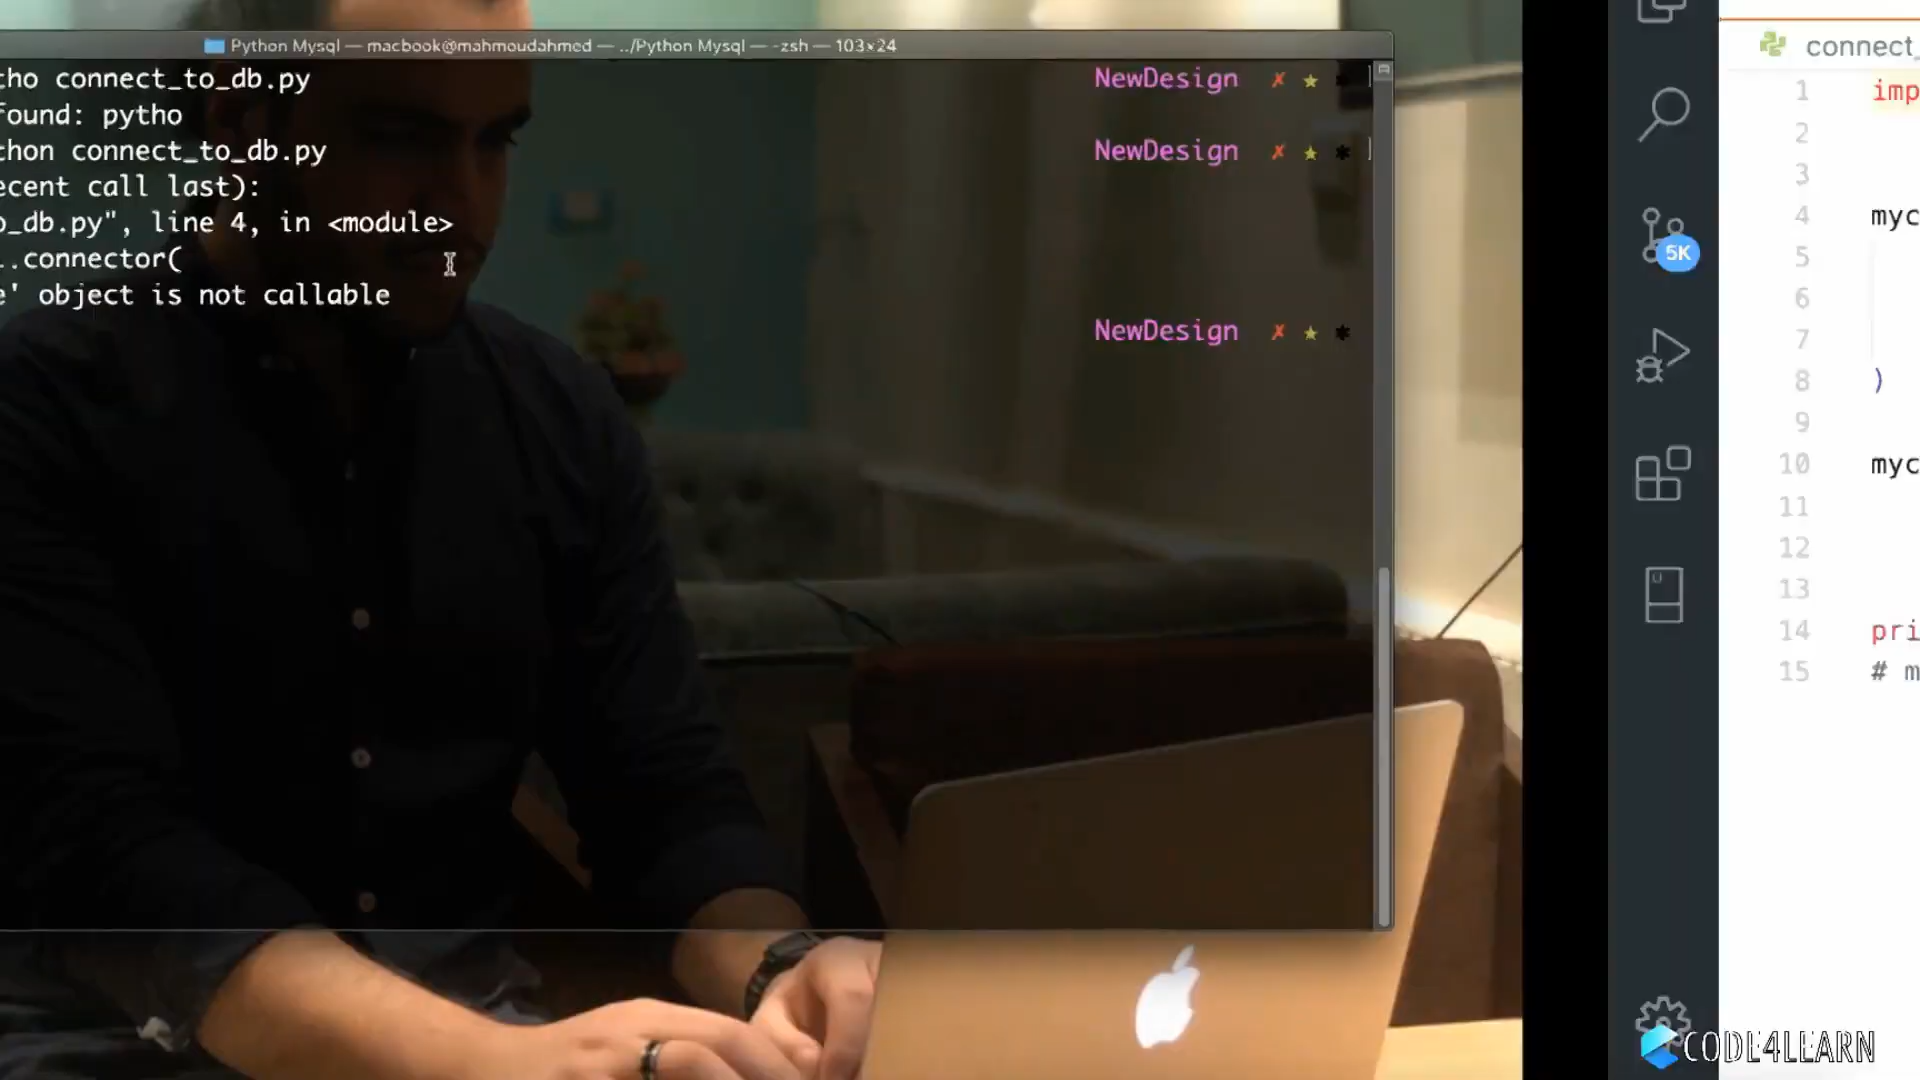 Python Mysql — macbook@mahmoudahmed — ../Python Mysql — -zsh — 103×24
tho connect_to_db.py NewDesign ✗ ★
found: pytho
thon connect_to_db.py NewDesign ✗ ★ ✱
ecent call last):
o_db.py", line 4, in <module>
l.connector(
e' object is not callable
NewDesign ✗ ★ ✱
5K
connect_
1 imp
2
3
4 myc
5
6
7
8 )
9
10 myc
11
12
13
14 pri
15 # m
CODE4LEARN